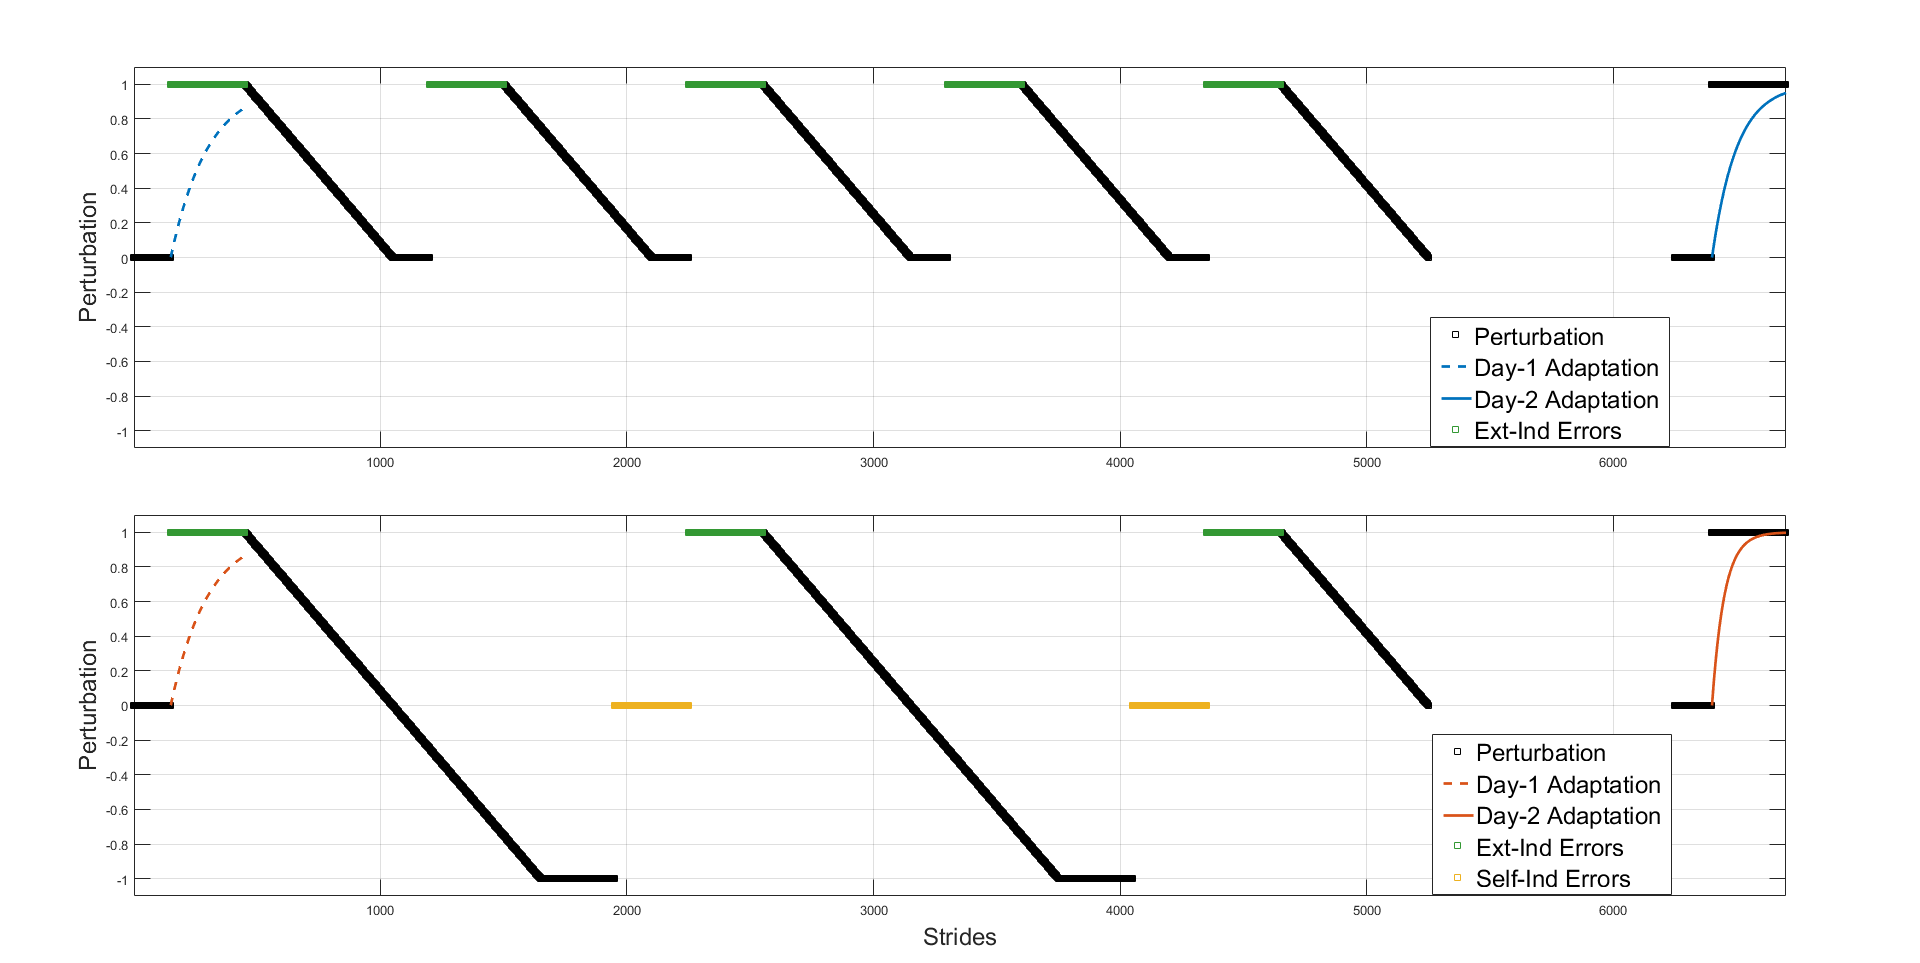 Perturbation
1
0.8
0.6
0.4
0.2
0
-0.2
-0.4
-0.6
-0.8
-1
1000
2000
3000
4000
5000
6000
Perturbation
Day-1 Adaptation
Day-2 Adaptation
Ext-Ind Errors
Perturbation
1
0.8
0.6
0.4
0.2
0
-0.2
-0.4
-0.6
-0.8
-1
1000
2000
3000
4000
5000
6000
Perturbation
Day-1 Adaptation
Day-2 Adaptation
Ext-Ind Errors
Self-Ind Errors
Strides